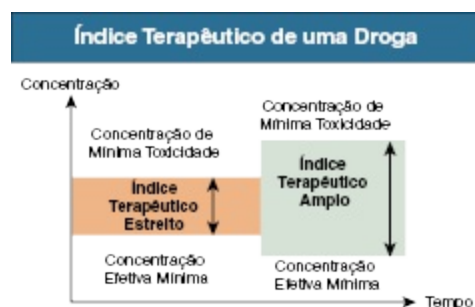 Índice Terapêutico de uma Droga
Concentração
Concentração de
Mínima Toxicidade
Índice
Terapêutico
Estreito
Concentração
Efetiva Mínima
Concentração de
Mínima Toxicidade
Índice
Terapêutico
Amplo
Concentração
Efetiva Mínima
Tempo